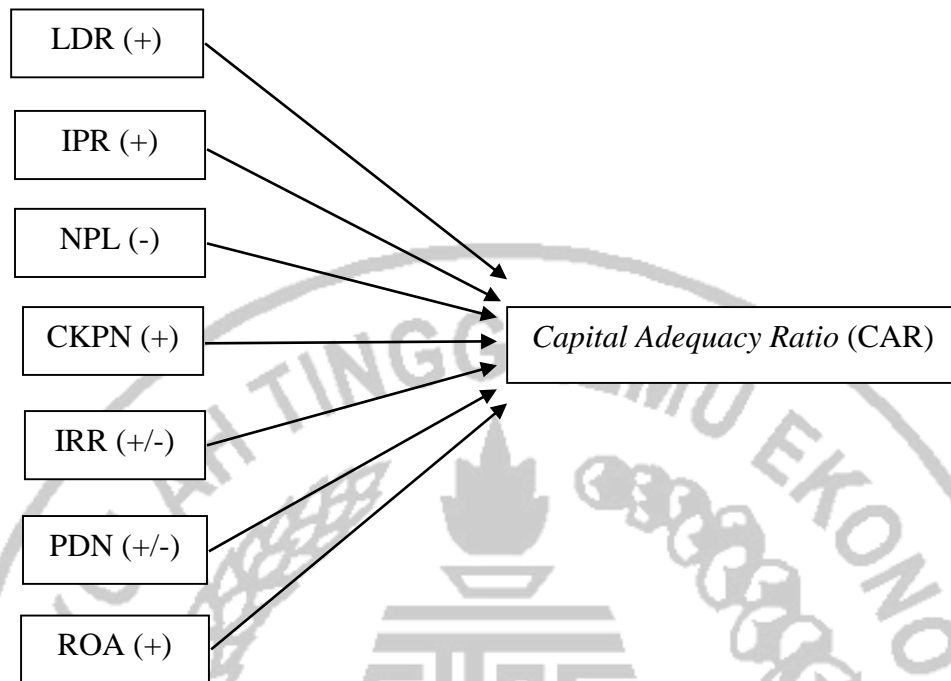 LDR (+)
IPR (+)
NPL (-)
CKPN (+)
IRR (+/-)
PDN (+/-)
ROA (+)
Capital Adequacy Ratio (CAR)